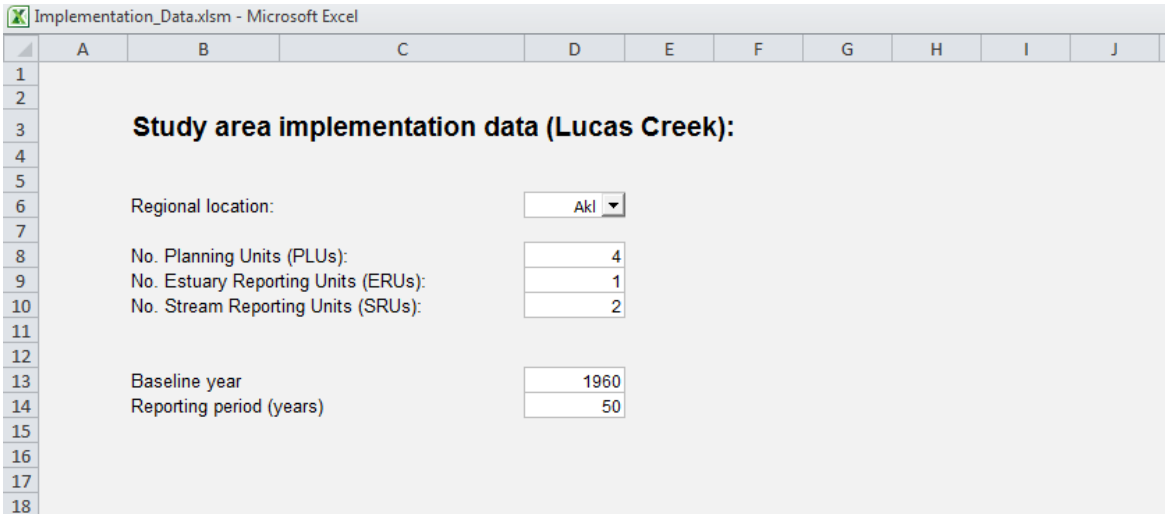 Implementation_Data.xlsm - Microsoft Excel
A B C D E F G H I J
1
2
3 Study area implementation data (Lucas Creek):
4
5
6 Regional location: Akl
7
8 No. Planning Units (PLUs): 4
9 No. Estuary Reporting Units (ERUs): 1
10 No. Stream Reporting Units (SRUs): 2
11
12
13 Baseline year 1960
14 Reporting period (years) 50
15
16
17
18